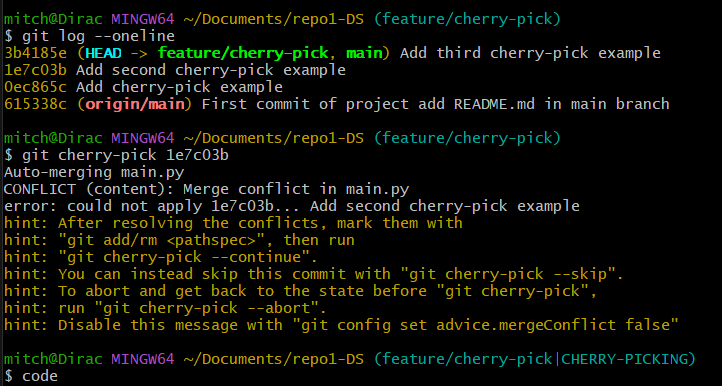 mitch@Dirac MINGW64 ~/Documents/repo1-DS (feature/cherry-pick)
$ git log --oneline
3b4185e (HEAD -> feature/cherry-pick, main) Add third cherry-pick example
1e7c03b Add second cherry-pick example
0ec865c Add cherry-pick example
615338c (origin/main) First commit of project add README.md in main branch
mitch@Dirac MINGW64 ~/Documents/repo1-DS (feature/cherry-pick)
$ git cherry-pick 1e7c03b
Auto-merging main.py
CONFLICT (content): Merge conflict in main.py
error: could not apply 1e7c03b... Add second cherry-pick example
hint: After resolving the conflicts, mark them with
hint: "git add/rm <pathspec>", then run
hint: "git cherry-pick --continue".
hint: You can instead skip this commit with "git cherry-pick --skip".
hint: To abort and get back to the state before "git cherry-pick",
hint: run "git cherry-pick --abort".
hint: Disable this message with "git config set advice.mergeConflict false"
mitch@Dirac MINGW64 ~/Documents/repo1-DS (feature/cherry-pick|CHERRY-PICKING)
$ code